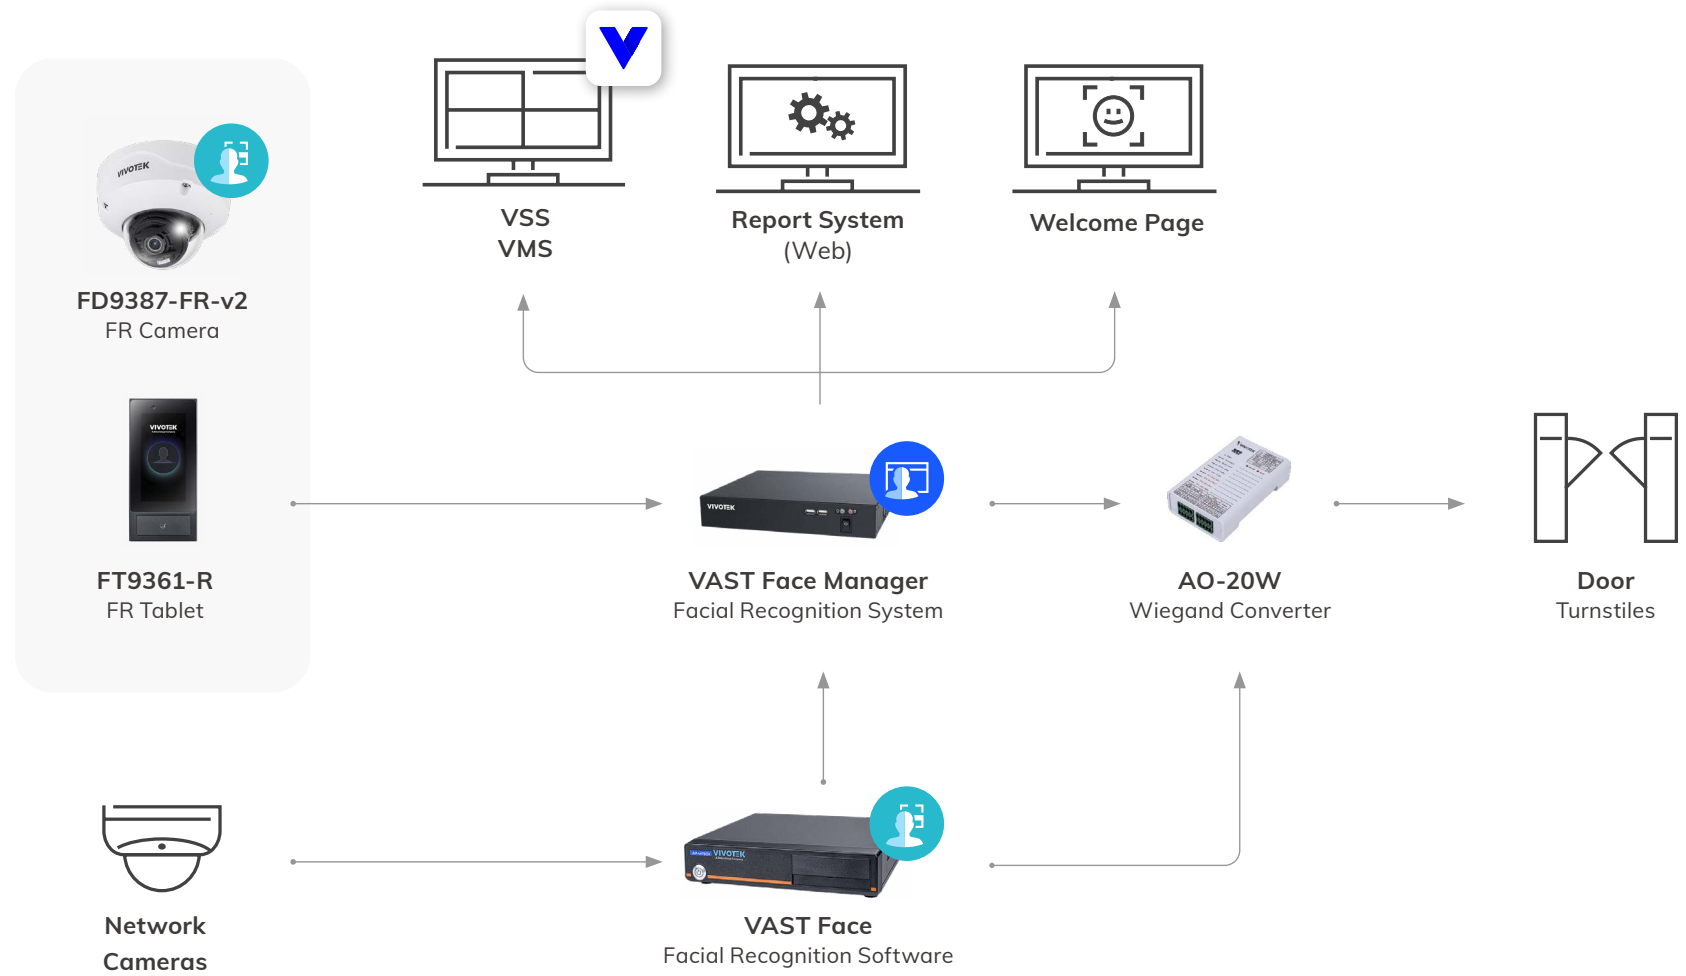 VSS
VMS
Report System
(Web)
Welcome Page
VIVOTEK
FD9387-FR-v2
FR Camera
VIVOTEK
FT9361-R
FR Tablet
VIVOTEK
VAST Face Manager
Facial Recognition System
AO-20W
Wiegand Converter
Door
Turnstiles
Network
Cameras
VIVOTEK
VAST Face
Facial Recognition Software